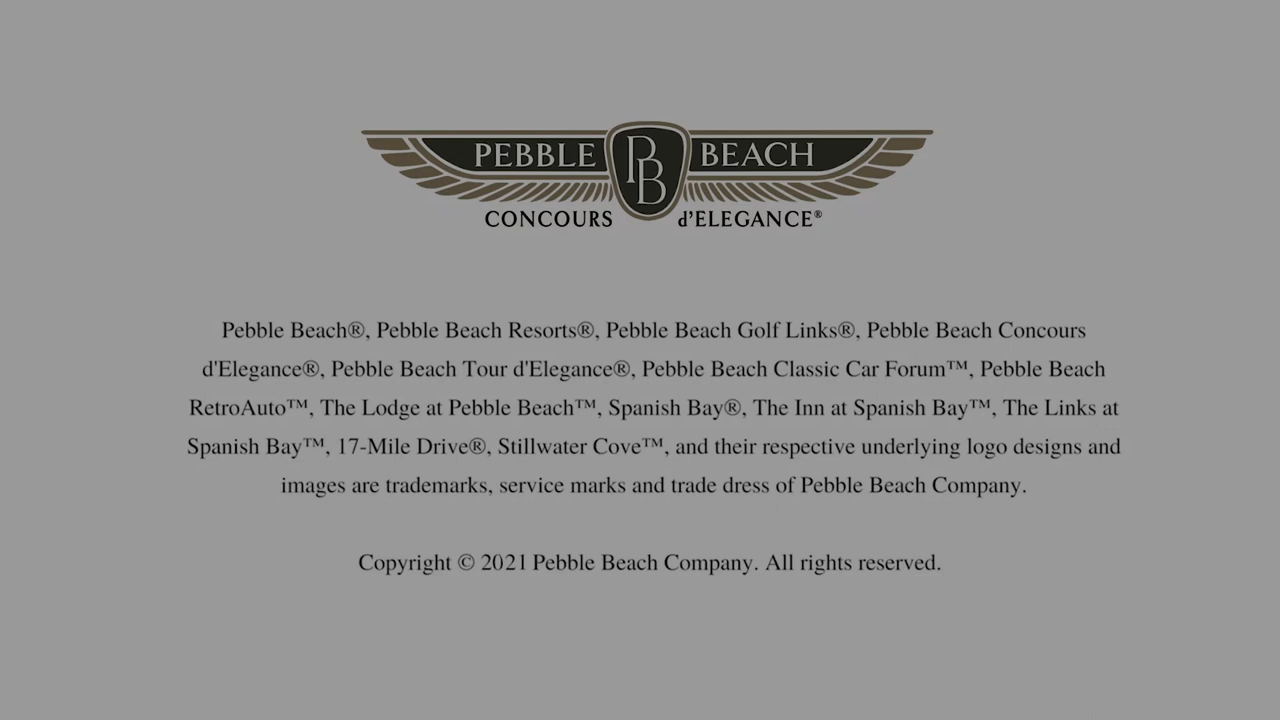 PEBBLE PB BEACH
CONCOURS d'ELEGANCE®
Pebble Beach®, Pebble Beach Resorts®, Pebble Beach Golf Links®, Pebble Beach Concours
d'Elegance®, Pebble Beach Tour d'Elegance®, Pebble Beach Classic Car Forum™, Pebble Beach
RetroAuto™, The Lodge at Pebble Beach™, Spanish Bay®, The Inn at Spanish Bay™, The Links at
Spanish Bay™, 17-Mile Drive®, Stillwater Cove™, and their respective underlying logo designs and
images are trademarks, service marks and trade dress of Pebble Beach Company.
Copyright © 2021 Pebble Beach Company. All rights reserved.